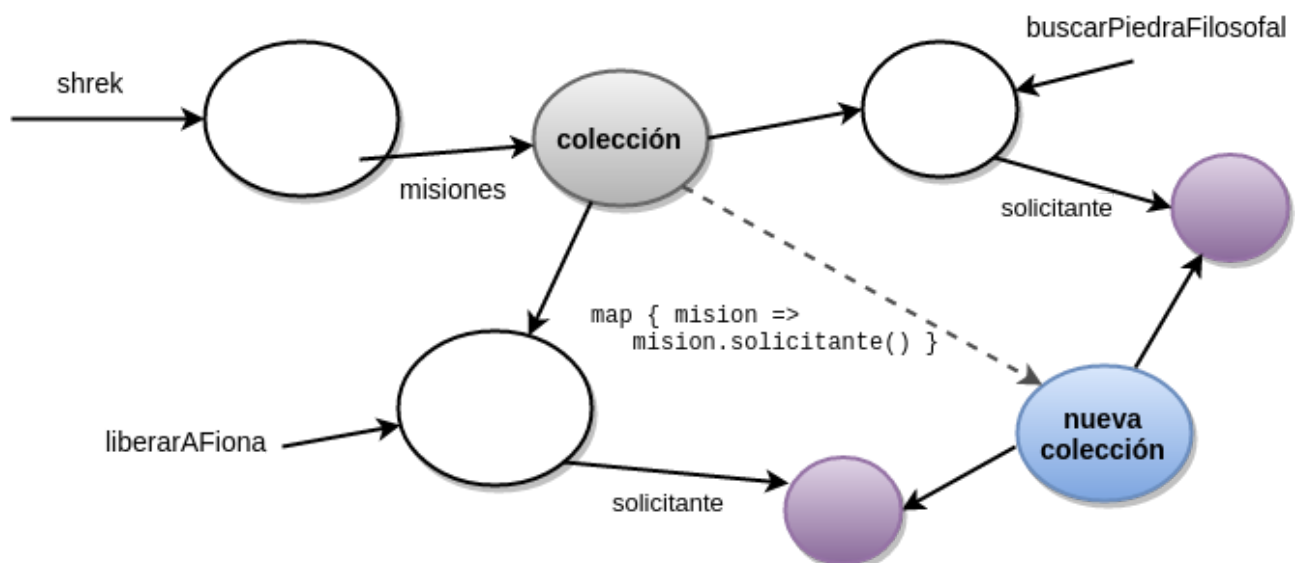 buscarPiedraFilosofal
shrek
colección
misiones
solicitante
map { mision =>
mision.solicitante() }
nueva
colección
liberarAFiona
solicitante